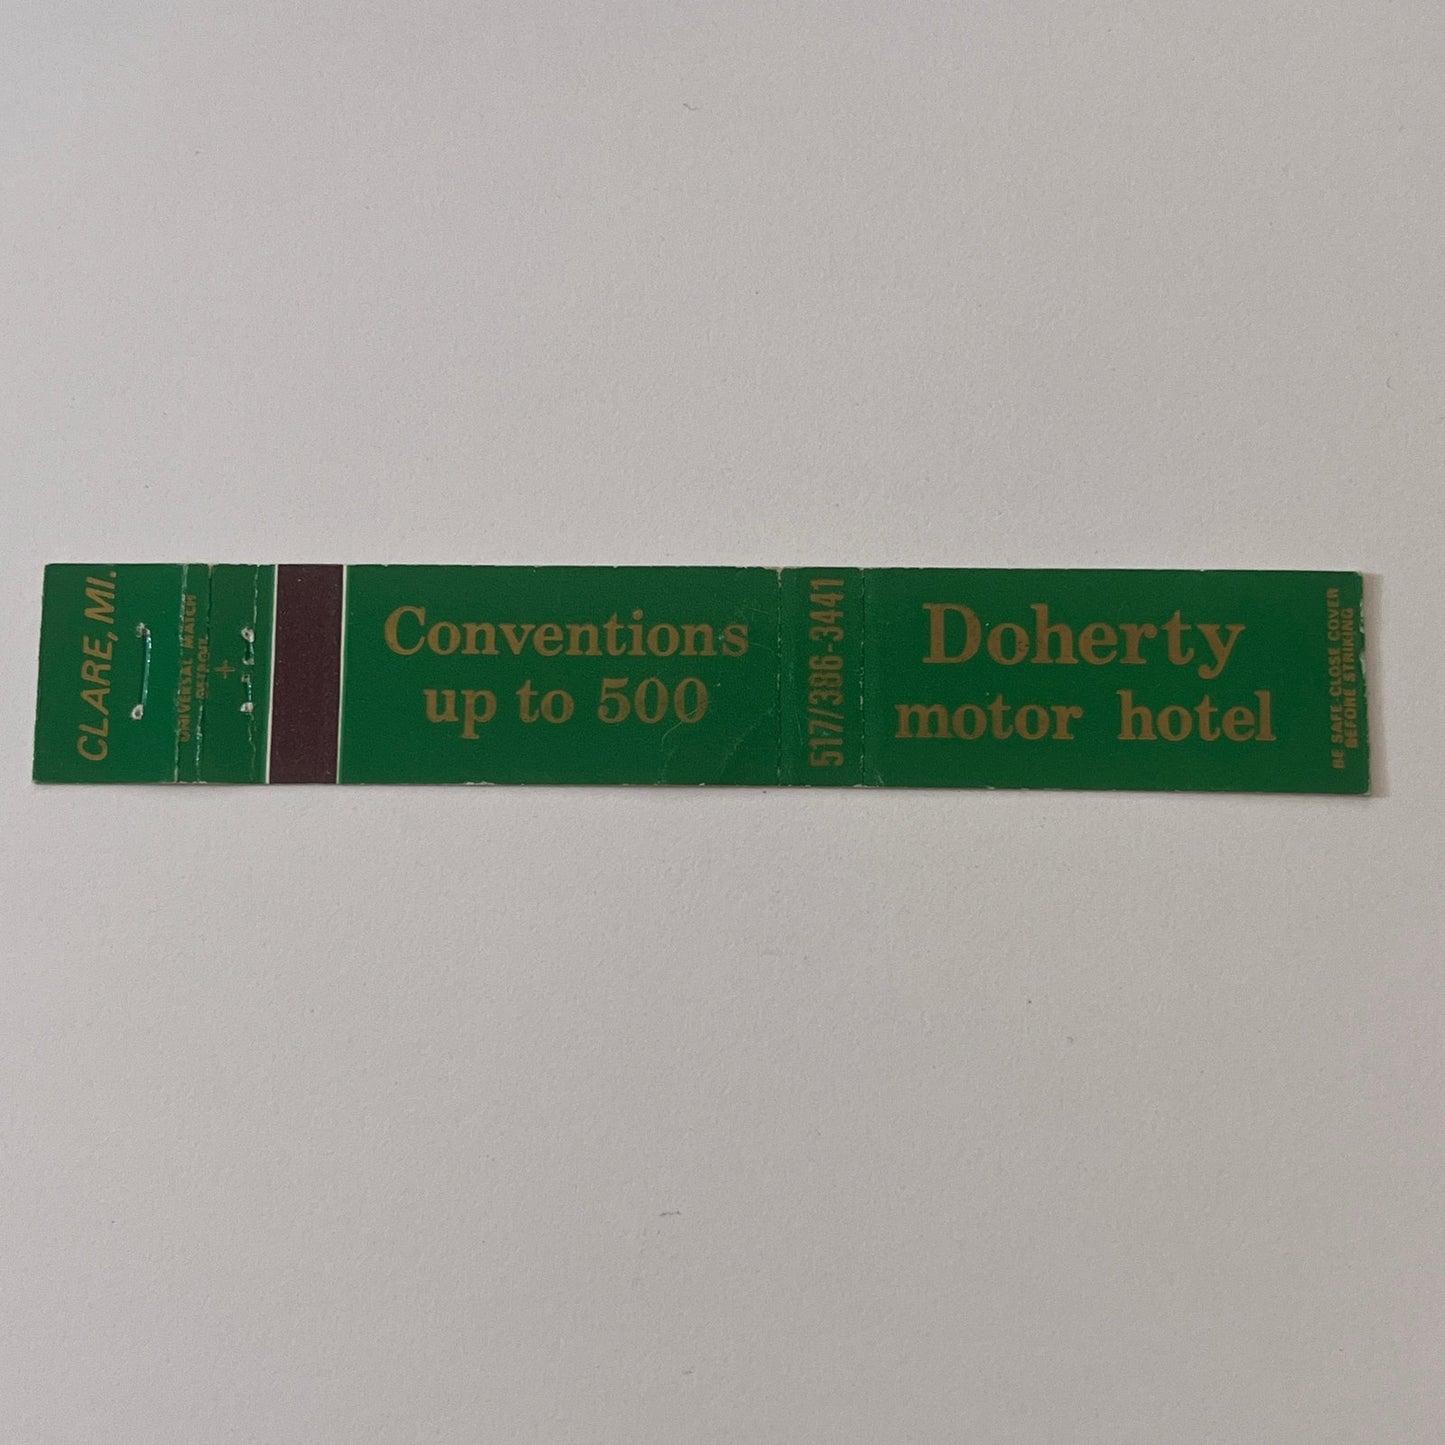 CLARE, MI.
UNIVERSAL MATCH
DETROIT
Conventions
up to 500
517/386-3441
Doherty
motor hotel
BE SAFE-CLOSE COVER
BEFORE STRIKING